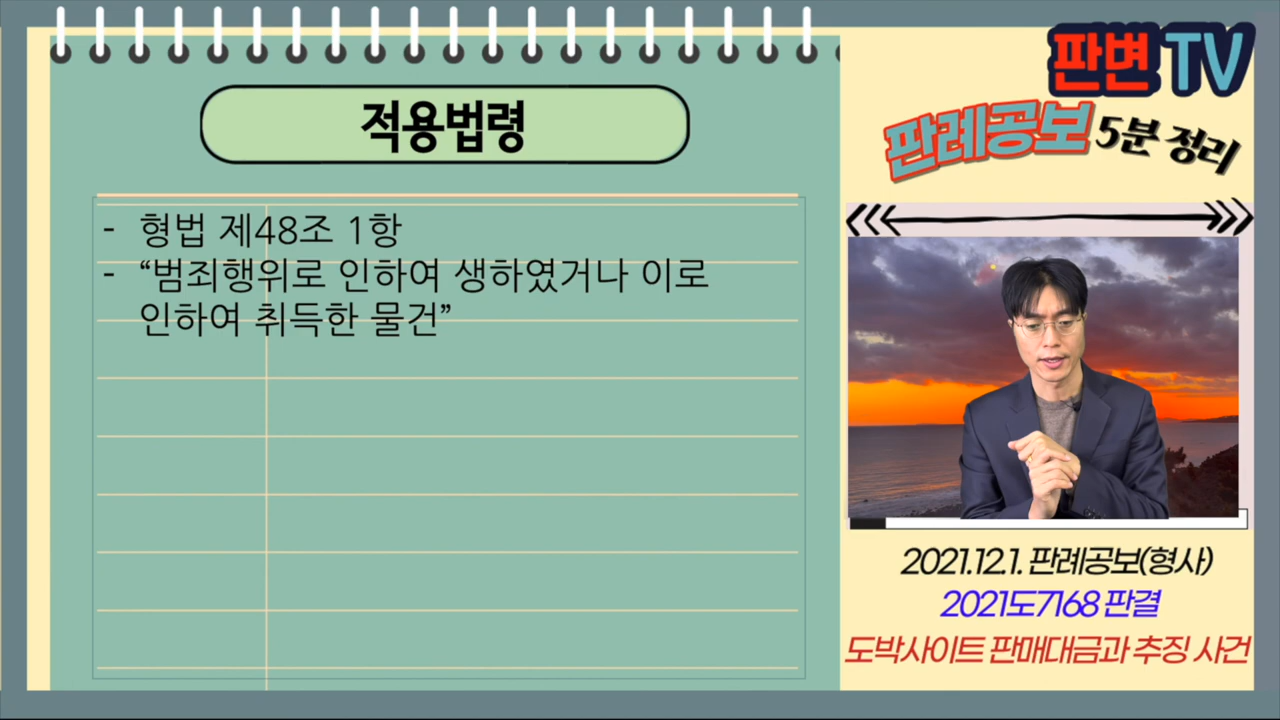 판변 TV
판례공보 5분 정리
적용법령
- 형법 제48조 1항
- “범죄행위로 인하여 생하였거나 이로
인하여 취득한 물건”
2021.12.1. 판례공보(형사)
2021도7168 판결
도박사이트 판매대금과 추징 사건